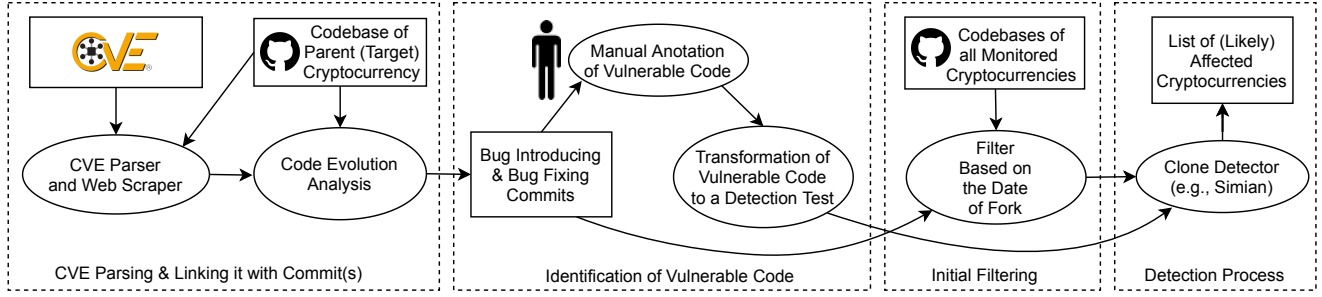 CVE
®
Codebase of
Parent (Target)
Cryptocurrency
CVE Parser
and Web Scraper
Code Evolution
Analysis
CVE Parsing & Linking it with Commit(s)
Manual Anotation
of Vulnerable Code
Bug Introducing
& Bug Fixing
Commits
Transformation of
Vulnerable Code
to a Detection Test
Identification of Vulnerable Code
Codebases of
all Monitored
Cryptocurrencies
Filter
Based on
the Date
of Fork
Initial Filtering
List of (Likely)
Affected
Cryptocurrencies
Clone Detector
(e.g., Simian)
Detection Process